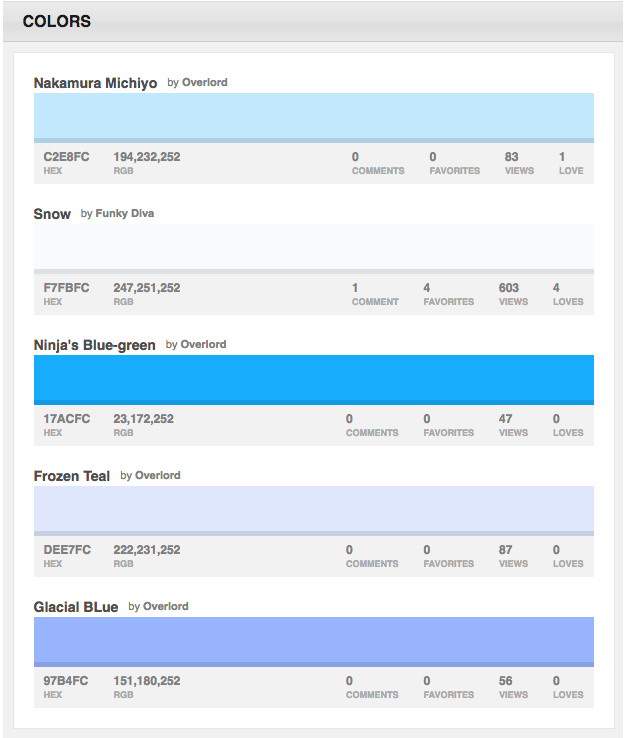 COLORS
Nakamura Michiyo by Overlord
C2E8FC 194,232,252 0 0 83 1
HEX RGB COMMENTS FAVORITES VIEWS LOVE
Snow by Funky Diva
F7FBFC 247,251,252 1 4 603 4
HEX RGB COMMENT FAVORITES VIEWS LOVES
Ninja's Blue-green by Overlord
17ACFC 23,172,252 0 0 47 0
HEX RGB COMMENTS FAVORITES VIEWS LOVES
Frozen Teal by Overlord
DEE7FC 222,231,252 0 0 87 0
HEX RGB COMMENTS FAVORITES VIEWS LOVES
Glacial BLue by Overlord
97B4FC 151,180,252 0 0 56 0
HEX RGB COMMENTS FAVORITES VIEWS LOVES